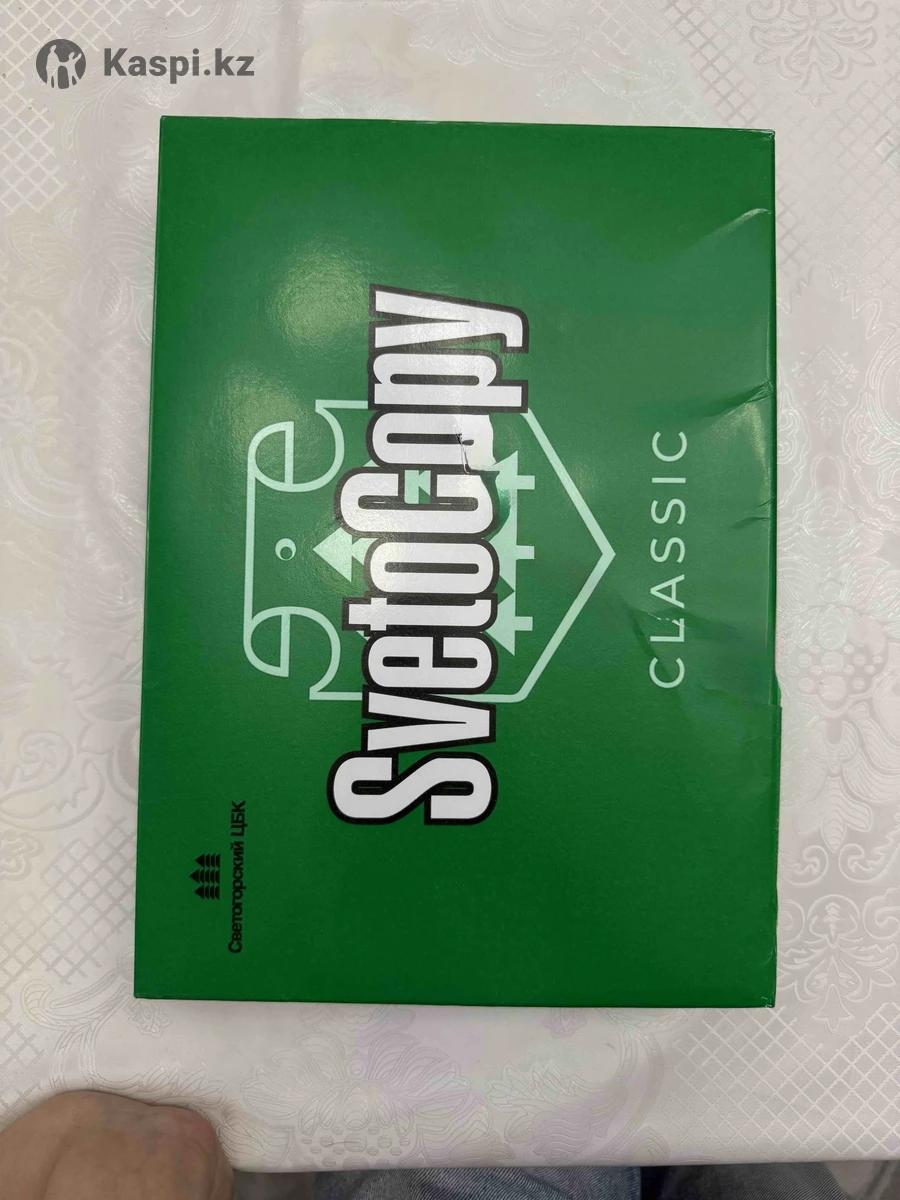 Kaspi.kz
Светогорский ЦБК
SvetoCopy
CLASSIC